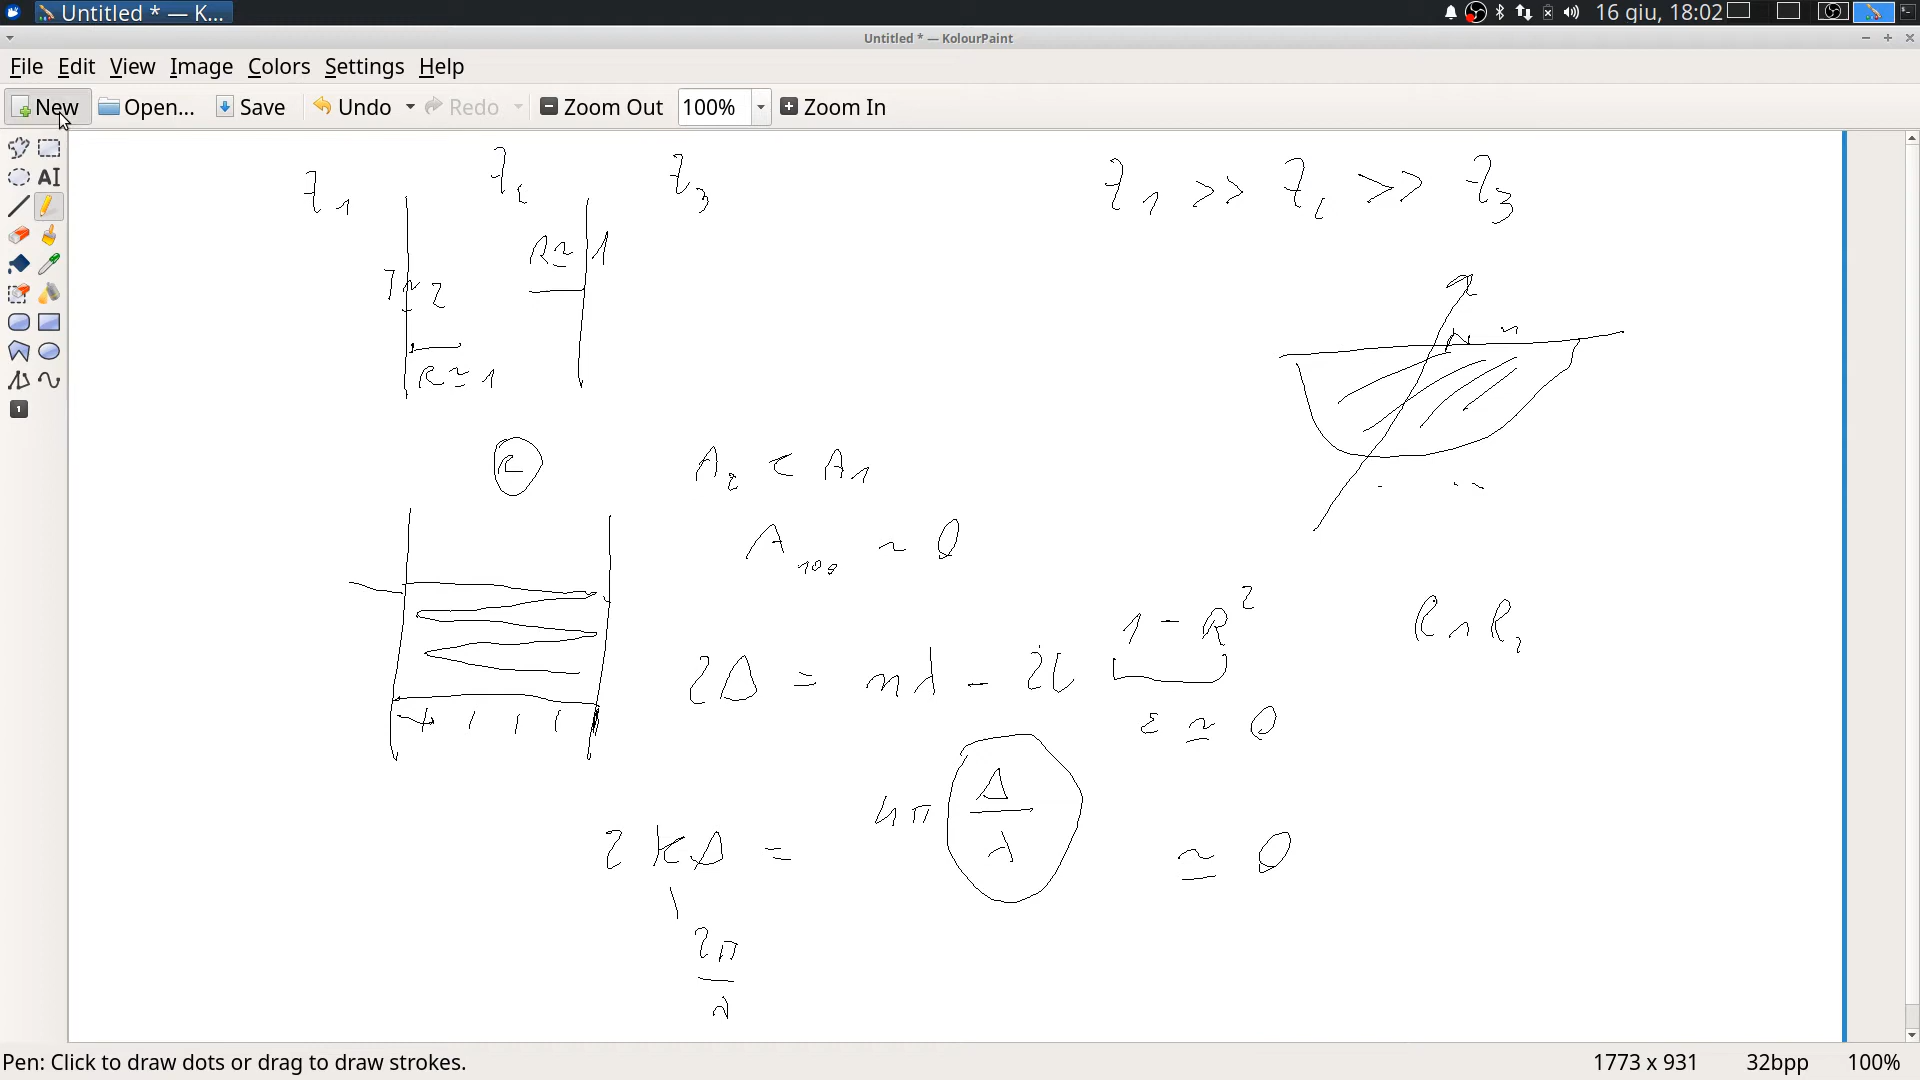 Untitled * — K...
16 giu, 18:02
Untitled * — KolourPaint
File Edit View Image Colors Settings Help
New Open... Save Undo Redo Zoom Out 100% Zoom In
Z1 Z2 Z3
Z1 >> Z2 >> Z3
R ≃ 1
T ≃ 2
R ≃ 1
n
R
A2 < A1
A100 ~ 0
1 - R²
R1 R2
2Δ = nλ - 2L
ε ≃ 0
2kΔ = 4π Δ/λ ≃ 0
2π/λ
Pen: Click to draw dots or drag to draw strokes.
1773 x 931 32bpp 100%